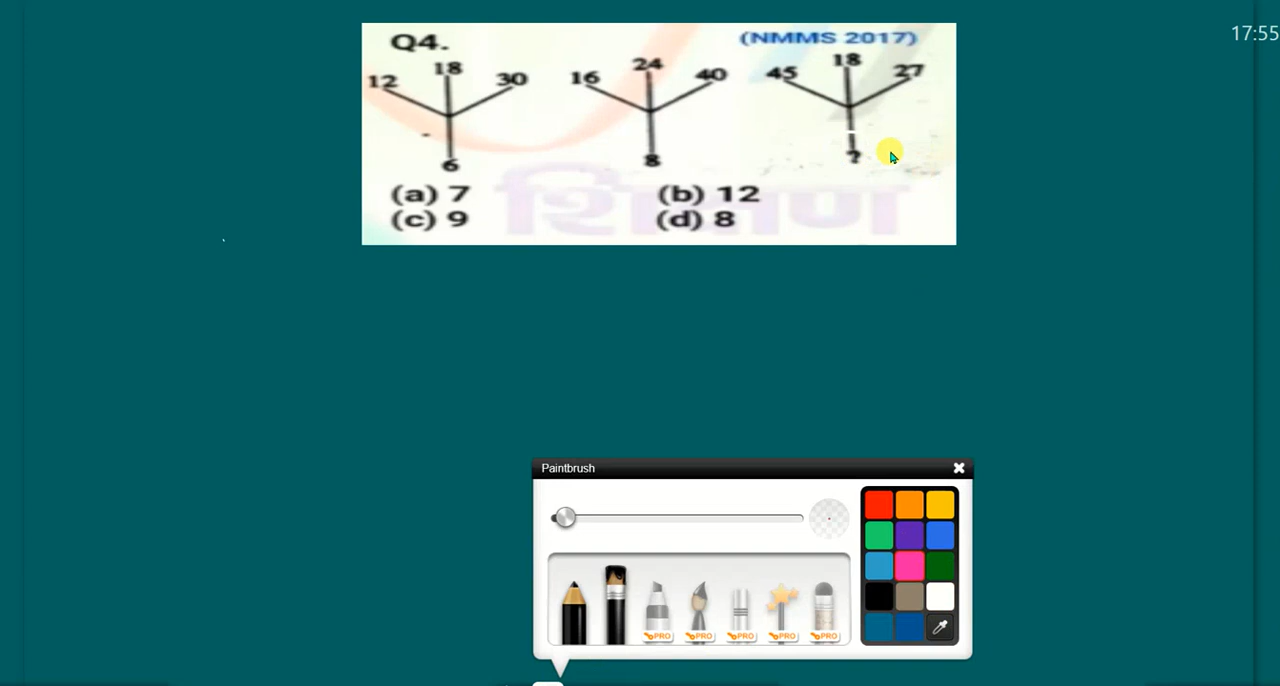 17:55
Q4. (NMMS 2017)
12 18 30 16 24 40 45 18 27
6 8 ?
शिक्षण
(a) 7 (b) 12
(c) 9 (d) 8
Paintbrush
PRO PRO PRO PRO PRO